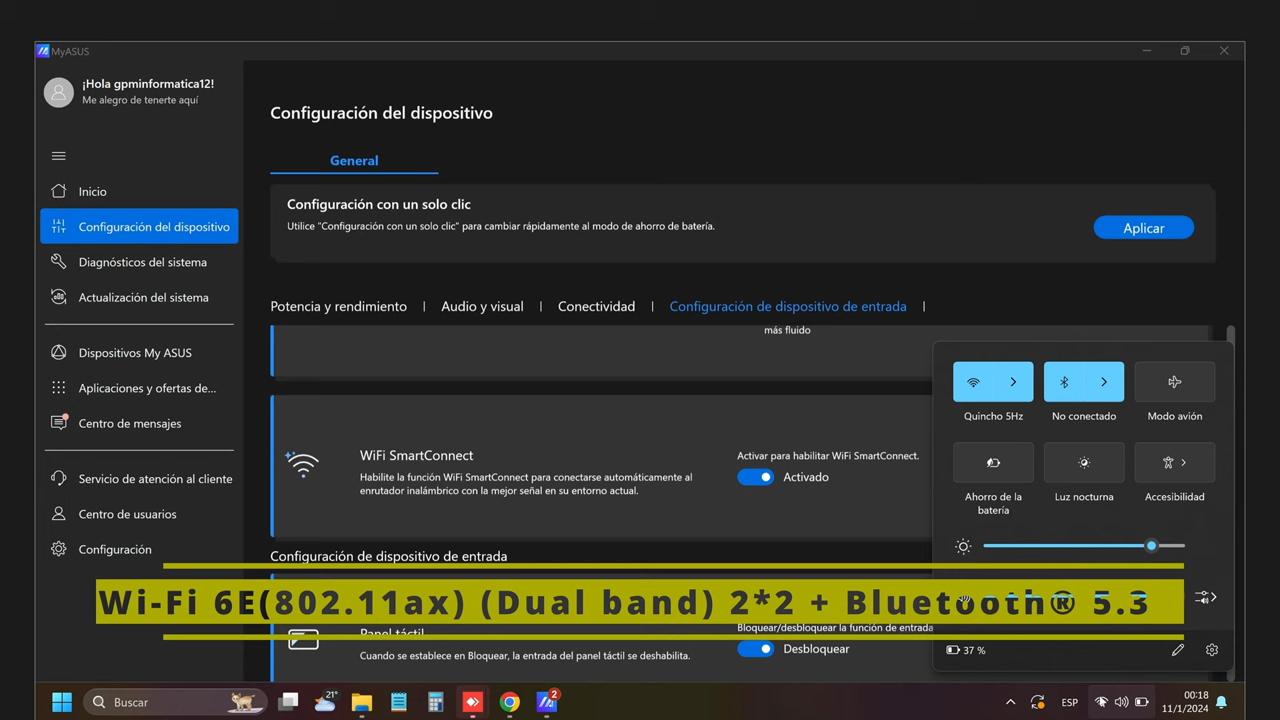 MyASUS
¡Hola gpminformatica12!
Me alegro de tenerte aquí
Inicio
Configuración del dispositivo
Diagnósticos del sistema
Actualización del sistema
Dispositivos My ASUS
Aplicaciones y ofertas de...
Centro de mensajes
Servicio de atención al cliente
Centro de usuarios
Configuración
Configuración del dispositivo
General
Configuración con un solo clic
Utilice "Configuración con un solo clic" para cambiar rápidamente al modo de ahorro de batería.
Aplicar
Potencia y rendimiento | Audio y visual | Conectividad | Configuración de dispositivo de entrada |
más fluido
WiFi SmartConnect
Habilite la función WiFi SmartConnect para conectarse automáticamente al
enrutador inalámbrico con la mejor señal en su entorno actual.
Activar para habilitar WiFi SmartConnect.
Activado
Configuración de dispositivo de entrada
Wi-Fi 6E(802.11ax) (Dual band) 2*2 + Bluetooth® 5.3
Panel táctil
Cuando se establece en Bloquear, la entrada del panel táctil se deshabilita.
Bloquear/desbloquear la función de entrada
Desbloquear
Quincho 5Hz
No conectado
Modo avión
Ahorro de la
batería
Luz nocturna
Accesibilidad
37 %
Buscar
21°
2
ESP
00:18
11/1/2024